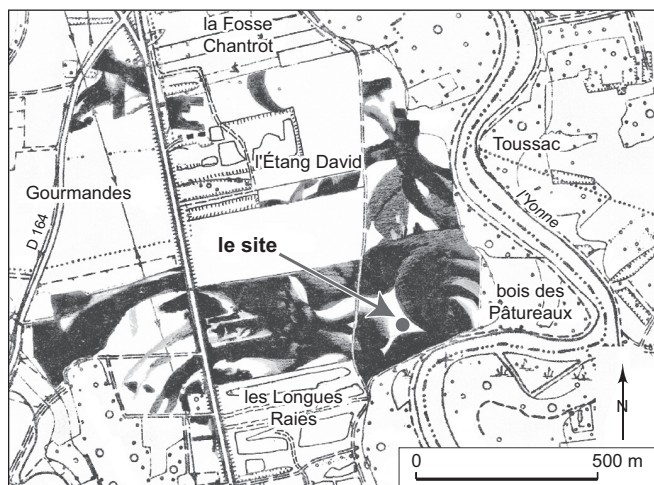 la Fosse
Chantrot
Toussac
l'Étang David
Gourmandes
l'Yonne
D 164
le site
bois des
Pâtureaux
les Longues
Raies
N
0
500 m